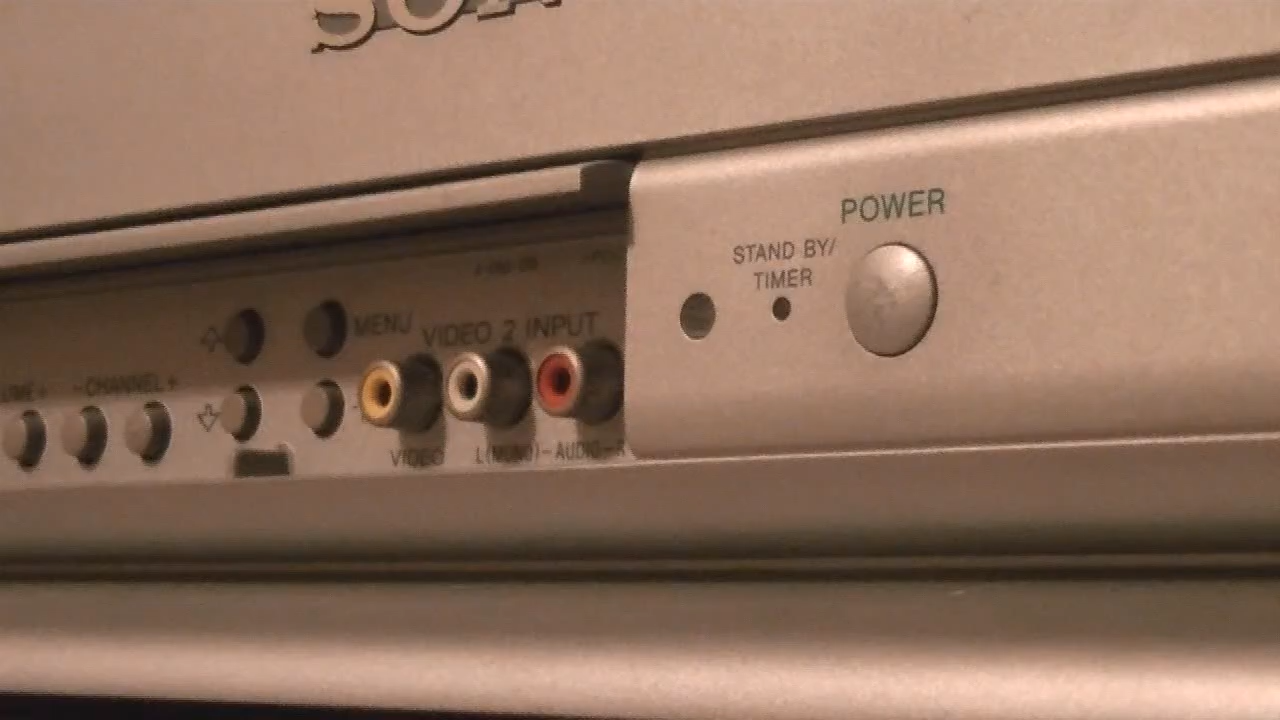 POWER
STAND BY/
TIMER
MENU
VIDEO 2 INPUT
- CHANNEL +
VIDEO
L(MONO)- AUDIO -R